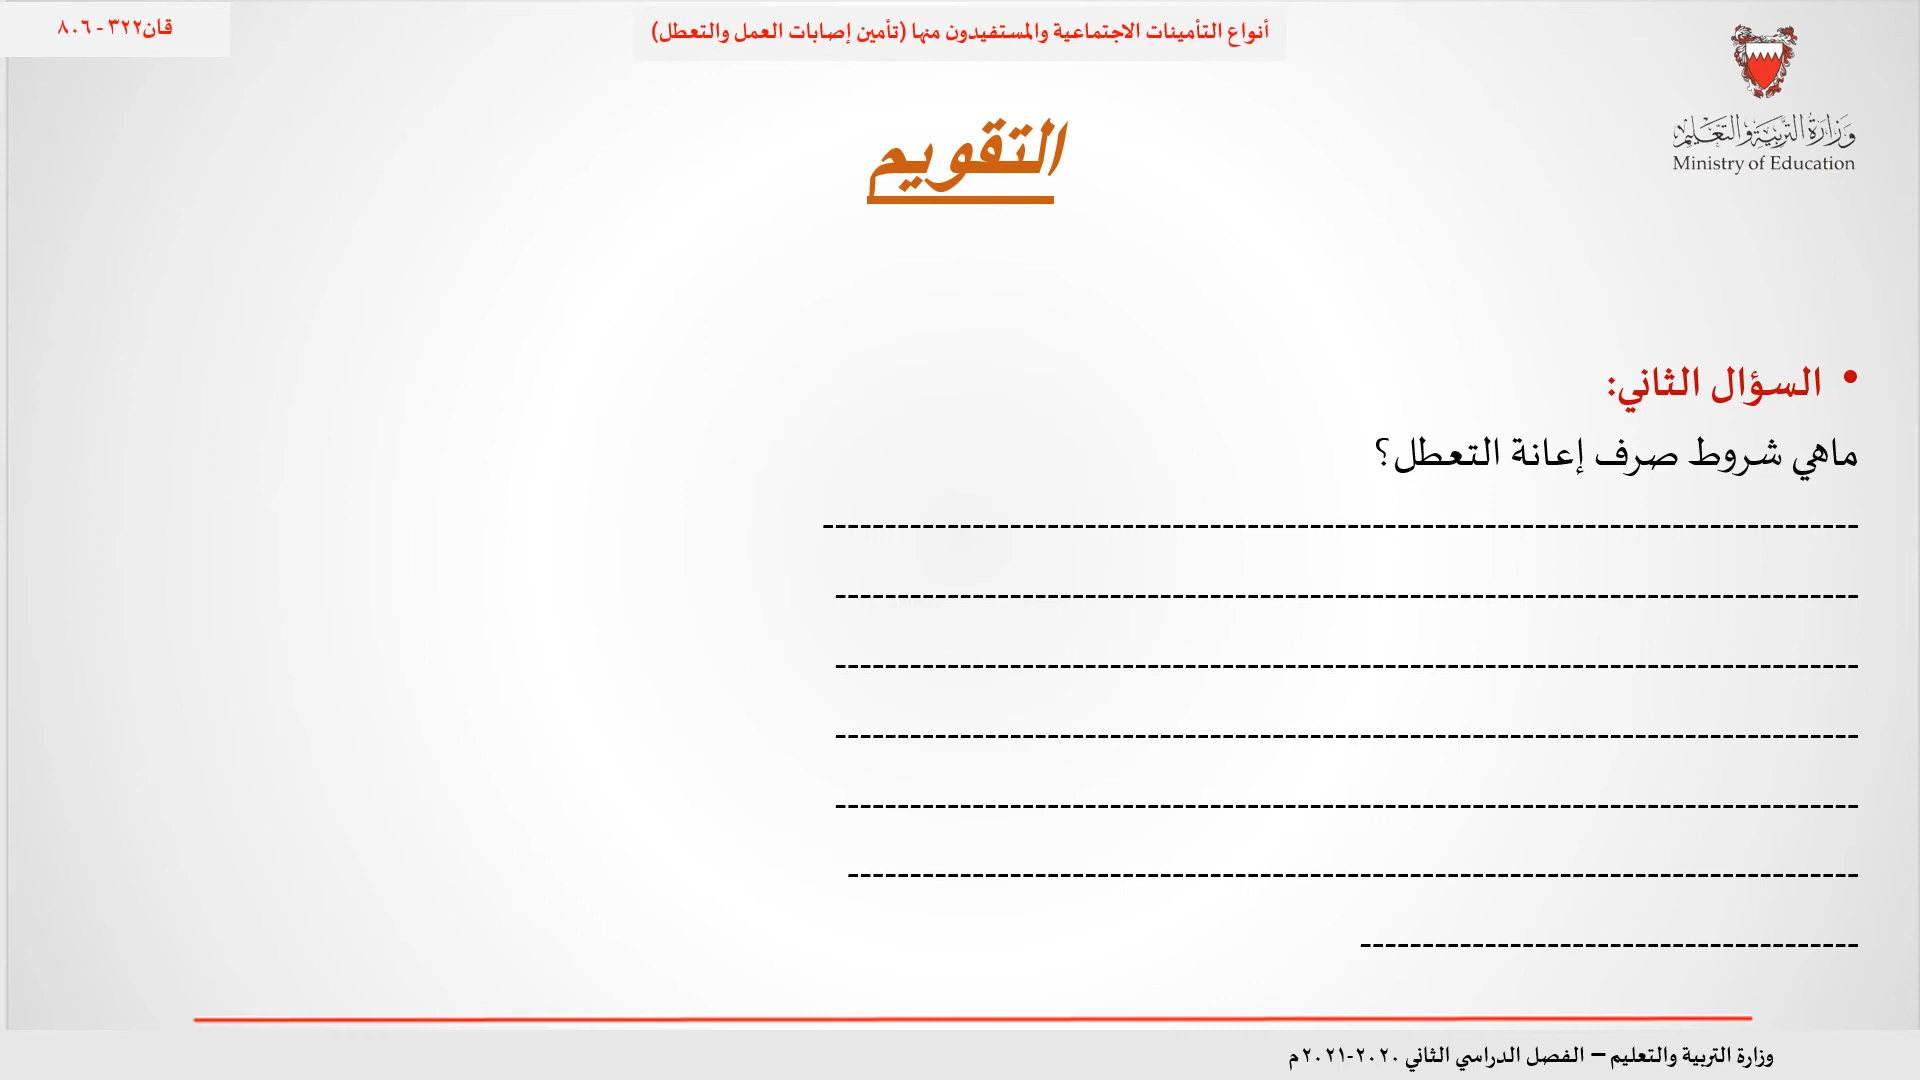 قان٣٢٢ - ٨٠٦
أنواع التأمينات الاجتماعية والمستفيدون منها (تأمين إصابات العمل والتعطل)
وزارة التربية والتعليم
Ministry of Education
التقويم
• السؤال الثاني:
ماهي شروط صرف إعانة التعطل؟
-----------------------------------------------------------------------------------
----------------------------------------------------------------------------------
----------------------------------------------------------------------------------
----------------------------------------------------------------------------------
----------------------------------------------------------------------------------
---------------------------------------------------------------------------------
----------------------------------------
وزارة التربية والتعليم – الفصل الدراسي الثاني ٢٠٢٠-٢٠٢١م